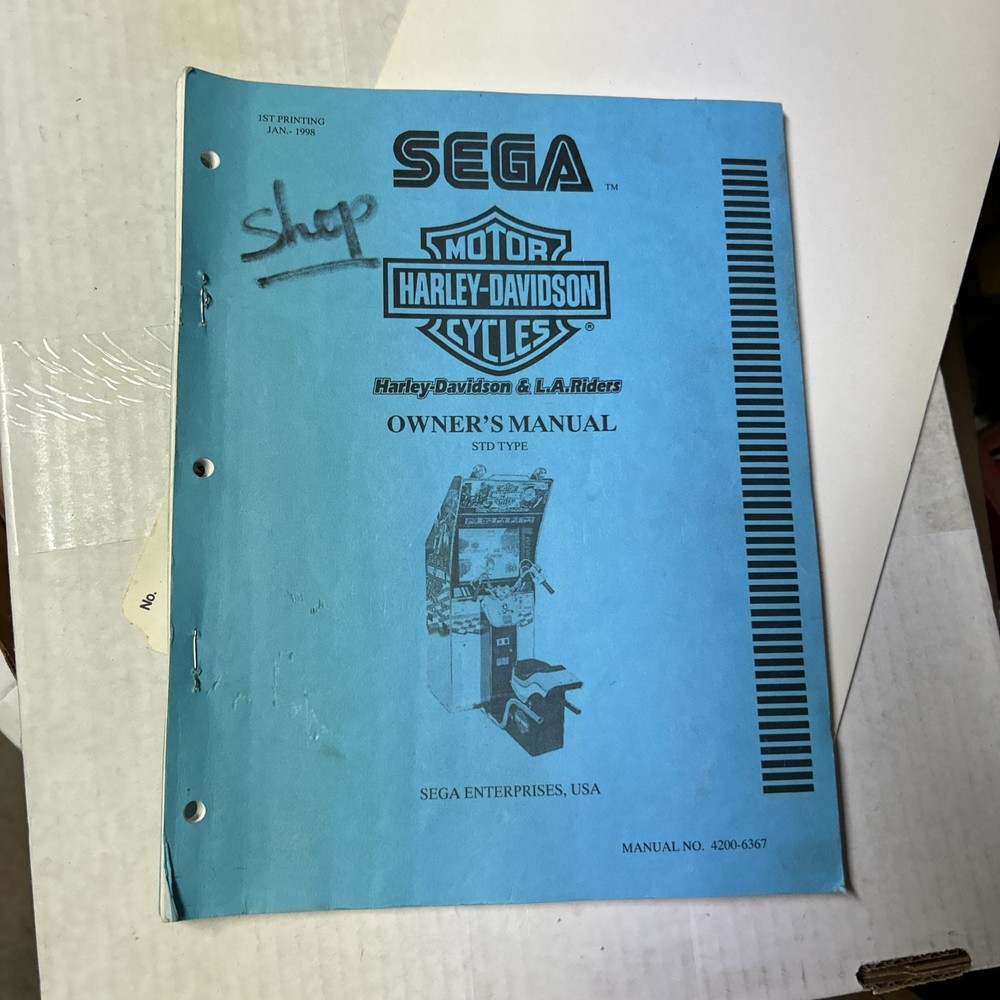 1ST PRINTING
JAN.- 1998
SEGA TM
Shop
MOTOR
HARLEY-DAVIDSON
CYCLES ®
Harley-Davidson & L.A.Riders
OWNER'S MANUAL
STD TYPE
SEGA ENTERPRISES, USA
MANUAL NO. 4200-6367
No.